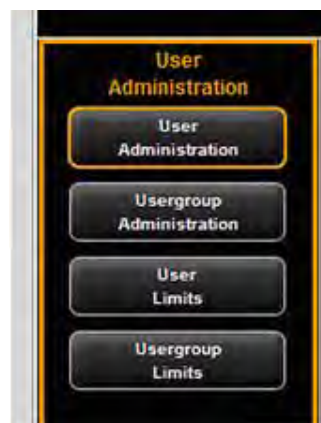 User
Administration
User
Administration
Usergroup
Administration
User
Limits
Usergroup
Limits